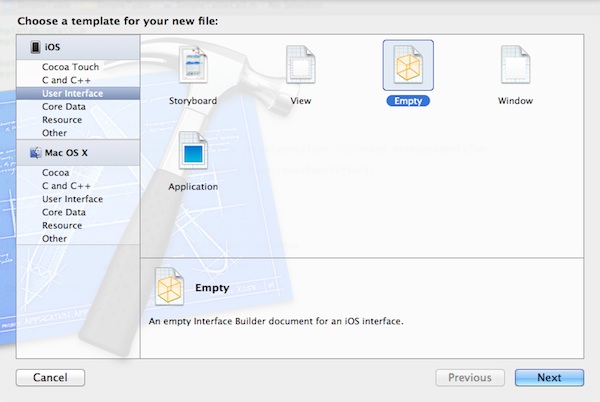 Choose a template for your new file:
iOS
Cocoa Touch
C and C++
User Interface
Core Data
Resource
Other
Mac OS X
Cocoa
C and C++
User Interface
Core Data
Resource
Other
Storyboard
View
Empty
Window
Application
Empty
An empty Interface Builder document for an iOS interface.
Cancel
Previous
Next